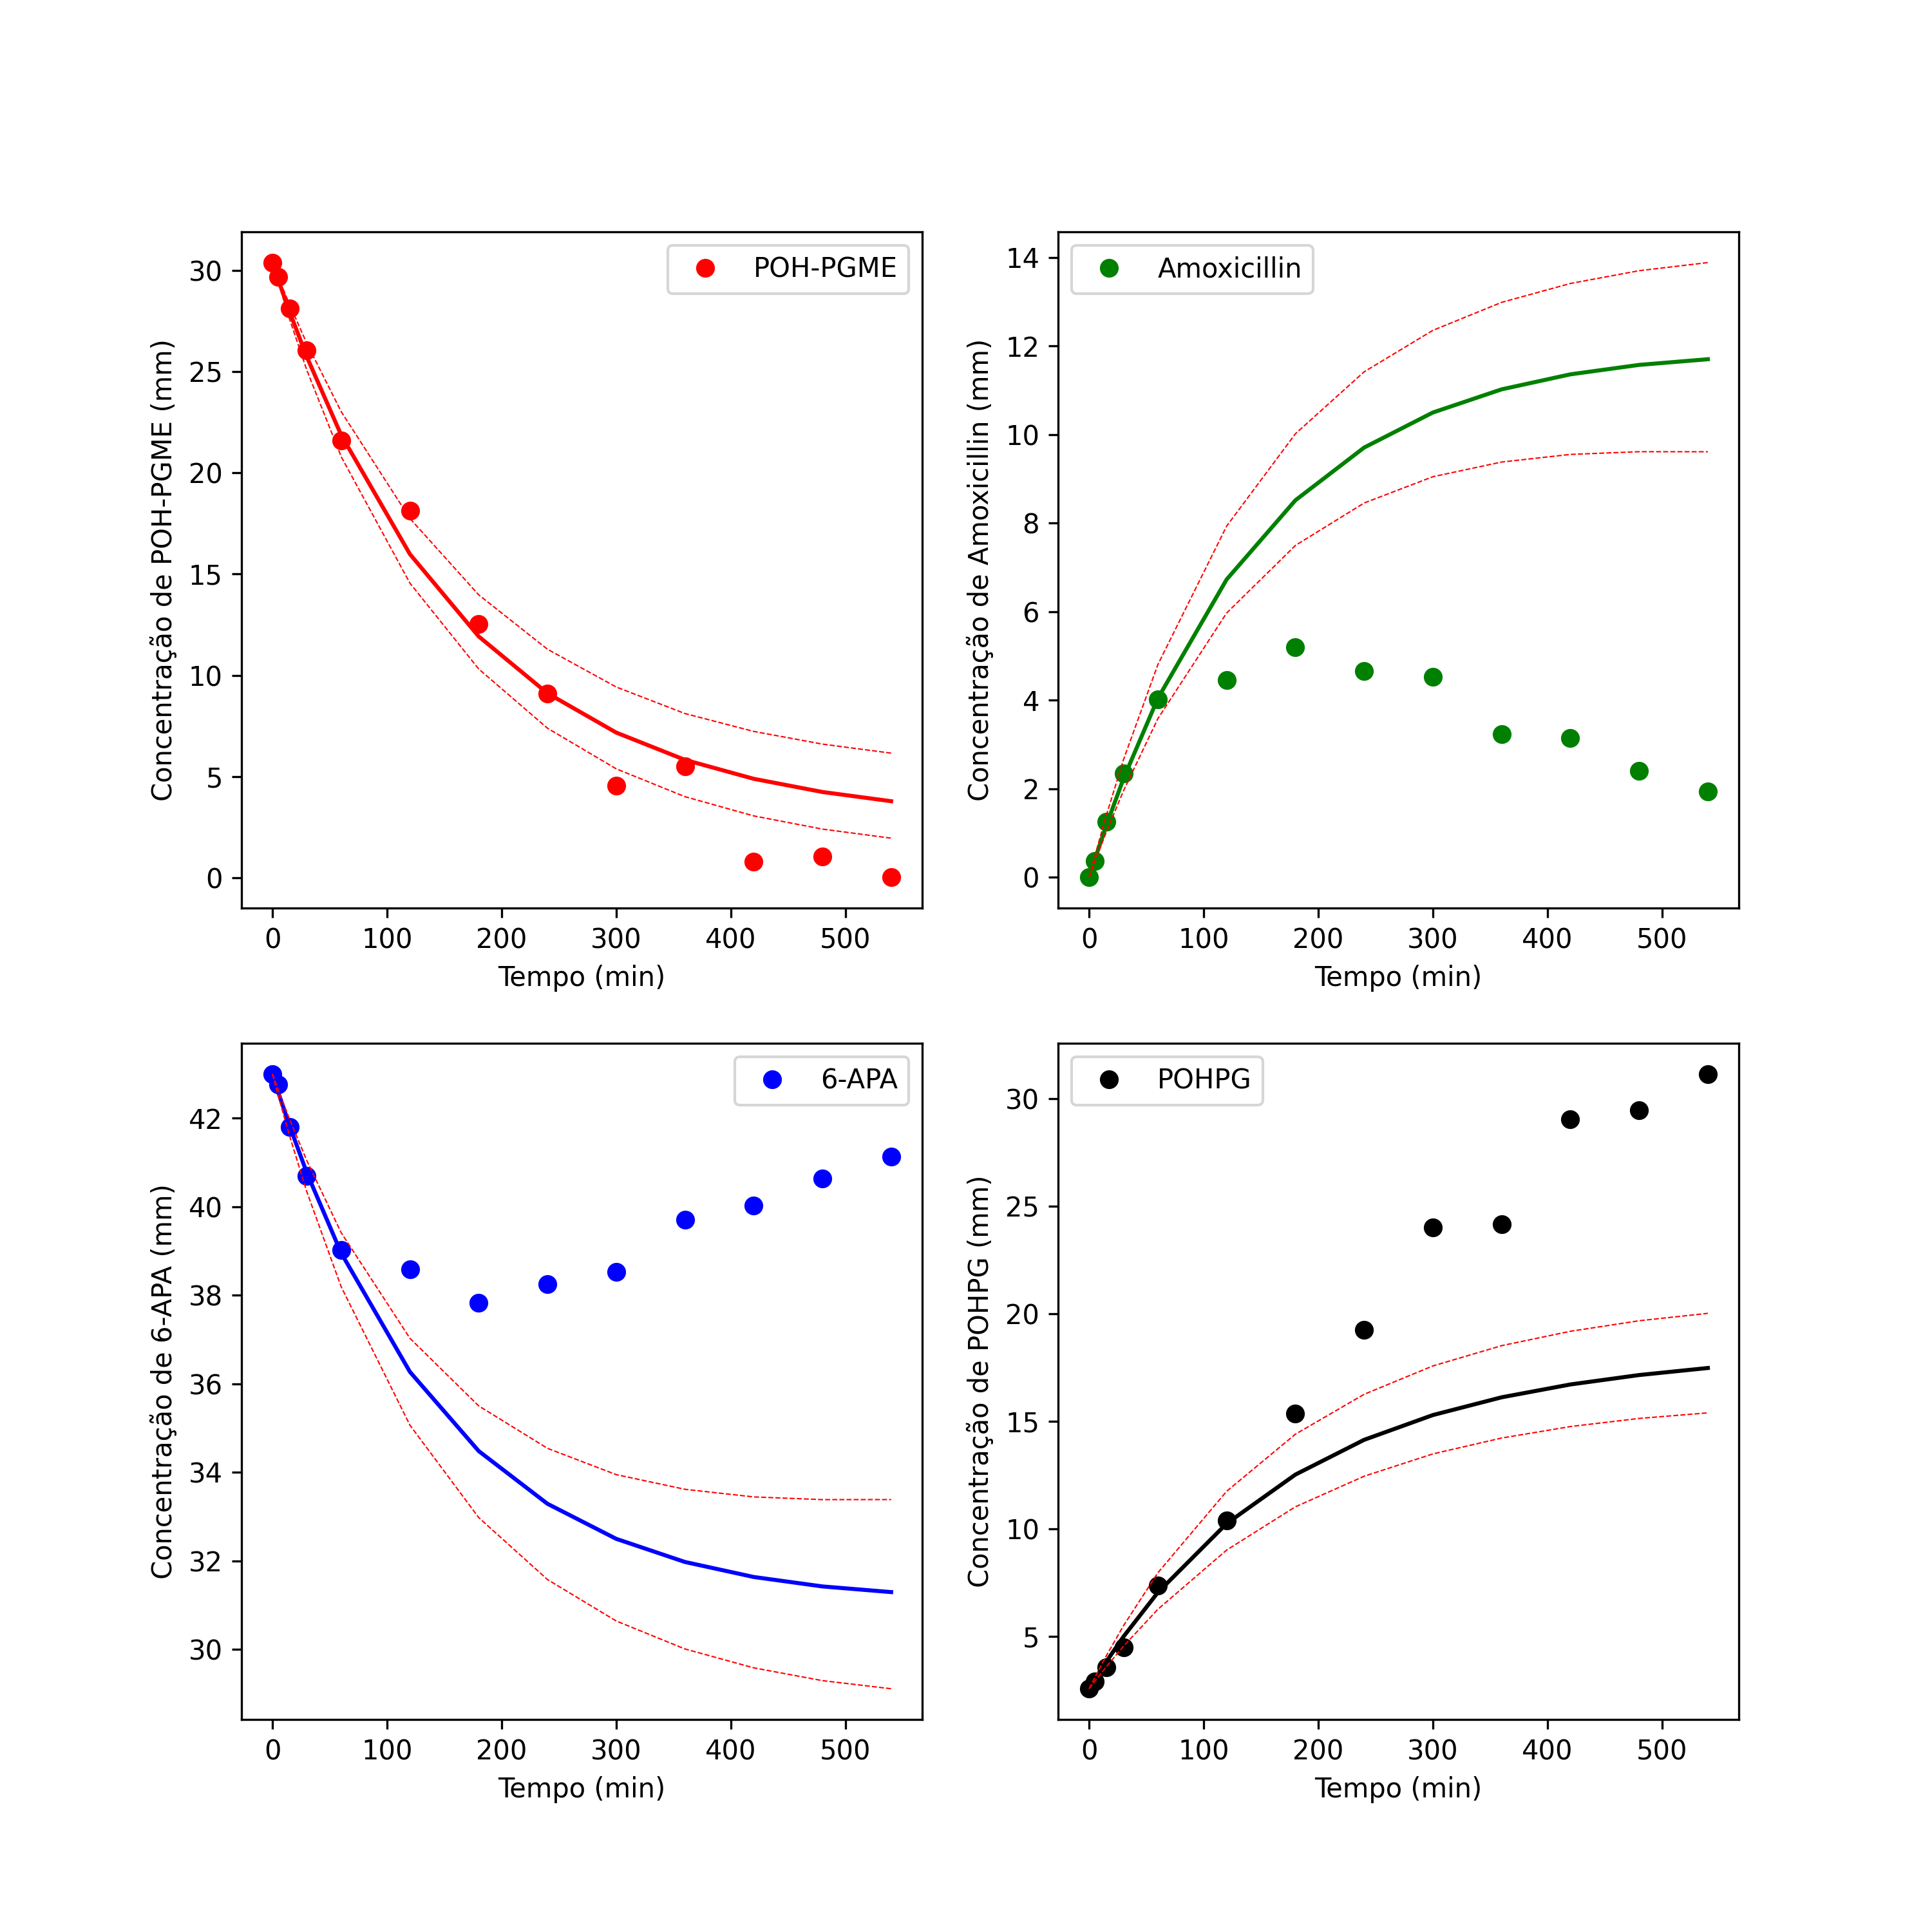 POH-PGME
Concentração de POH-PGME (mm)
30
25
20
15
10
5
0
0 100 200 300 400 500
Tempo (min)
Amoxicillin
Concentração de Amoxicillin (mm)
14
12
10
8
6
4
2
0
0 100 200 300 400 500
Tempo (min)
6-APA
Concentração de 6-APA (mm)
42
40
38
36
34
32
30
0 100 200 300 400 500
Tempo (min)
POHPG
Concentração de POHPG (mm)
30
25
20
15
10
5
0 100 200 300 400 500
Tempo (min)